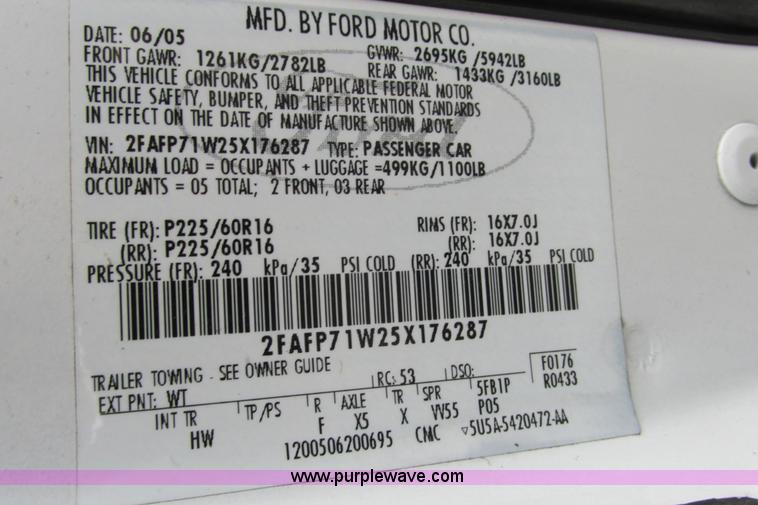 MFD. BY FORD MOTOR CO.
DATE: 06/05
GVWR: 2695KG /5942LB
FRONT GAWR: 1261KG/2782LB
REAR GAWR: 1433KG/3160LB
THIS VEHICLE CONFORMS TO ALL APPLICABLE FEDERAL MOTOR
VEHICLE SAFETY, BUMPER, AND THEFT PREVENTION STANDARDS
IN EFFECT ON THE DATE OF MANUFACTURE SHOWN ABOVE.
VIN: 2FAFP71W25X176287 TYPE: PASSENGER CAR
MAXIMUM LOAD = OCCUPANTS + LUGGAGE =499KG/1100LB
OCCUPANTS = 05 TOTAL; 2 FRONT, 03 REAR
TIRE (FR): P225/60R16 RIMS (FR): 16X7.0J
(RR): P225/60R16 (RR): 16X7.0J
PRESSURE (FR): 240 kPa/35 PSI COLD (RR): 240 kPa/35 PSI COLD
2FAFP71W25X176287
TRAILER TOWING - SEE OWNER GUIDE
EXT PNT: WT RC: 53 DSO: F0176
INT TR TP/PS R AXLE TR SPR 5FB1P R0433
HW F X5 X VV55 P05
1200506200695 CMC ▿5U5A-5420472-AA
www.purplewave.com